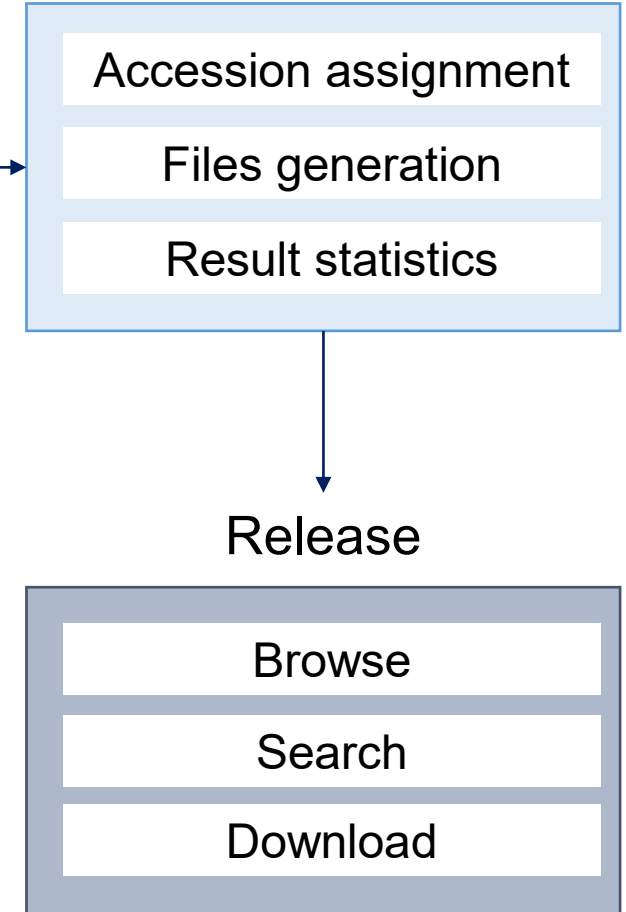 Accession assignment
Files generation
Result statistics
Release
Browse
Search
Download